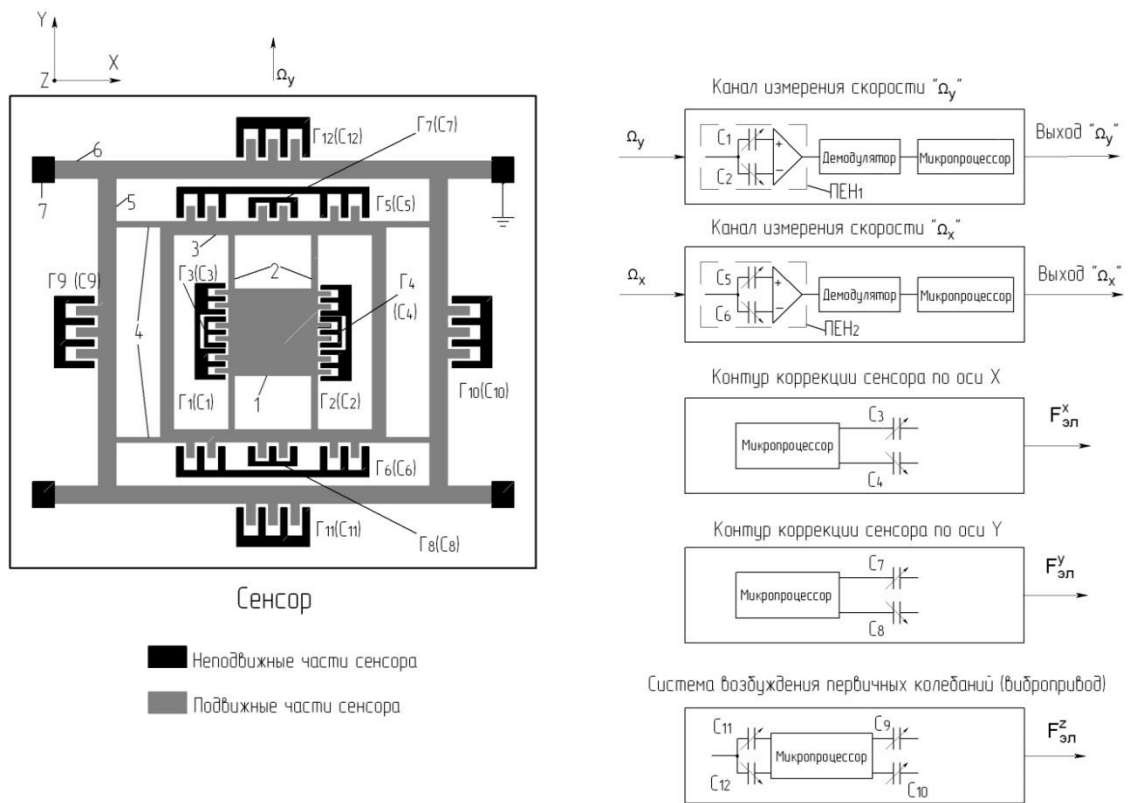 Y
X
Z
Ωy
Г12(С12)
Г7(С7)
6
7
5
Г5(С5)
3
2
Г3(С3)
Г4
(С4)
Г9 (С9)
4
Г10(С10)
Г1(С1)
1
Г2(С2)
Г6(С6)
Г11(С11)
Г8(С8)
Сенсор
Неподвижные части сенсора
Подвижные части сенсора
Канал измерения скорости "Ωy"
Ωy
С1
С2
+
-
Демодулятор
Микропроцессор
Выход "Ωy"
ПЕН1
Канал измерения скорости "Ωx"
Ωx
С5
С6
+
-
Демодулятор
Микропроцессор
Выход "Ωx"
ПЕН2
Контур коррекции сенсора по оси X
Микропроцессор
С3
С4
Fэл x
Контур коррекции сенсора по оси Y
Микропроцессор
С7
С8
Fэл y
Система возбуждения первичных колебаний (вибропривод)
С11
С12
Микропроцессор
С9
С10
Fэл z